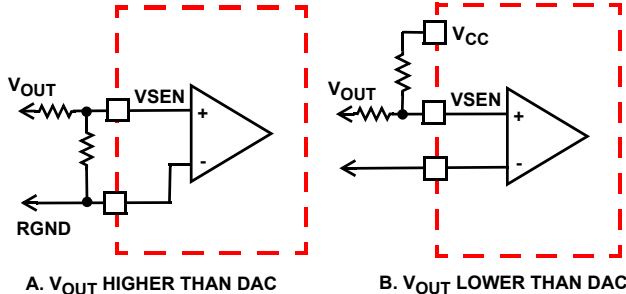 VCC
VOUT
VSEN
+
-
RGND
A. VOUT HIGHER THAN DAC
VOUT
VSEN
+
-
B. VOUT LOWER THAN DAC